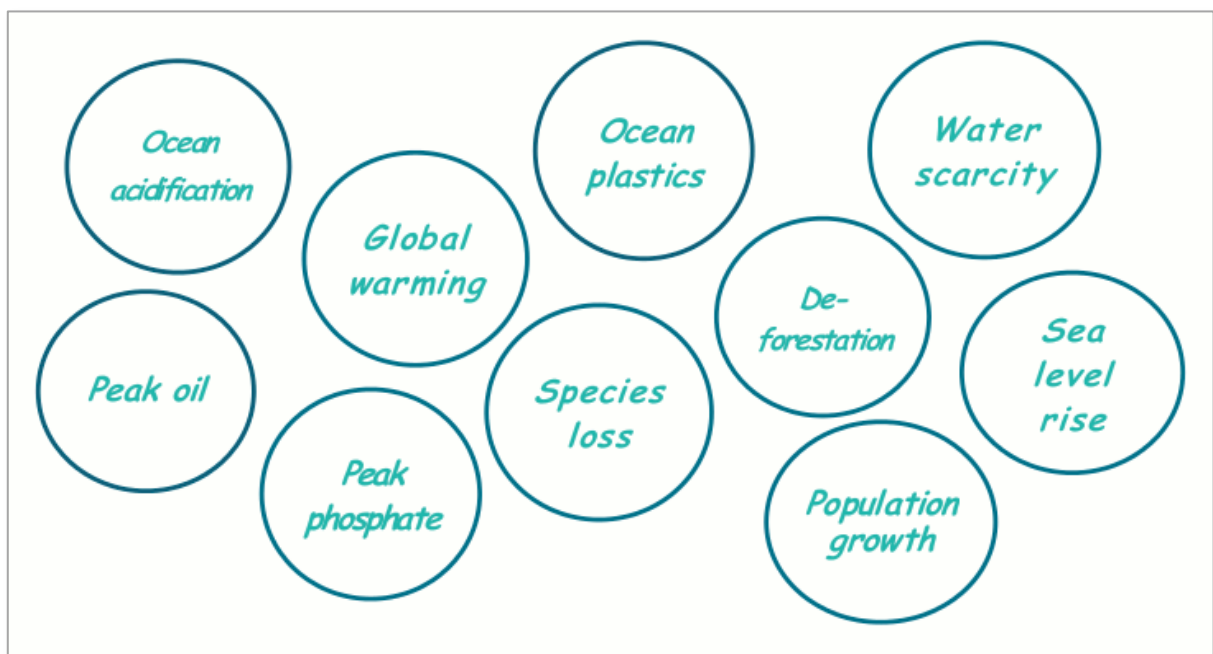 Ocean
acidification
Global
warming
Ocean
plastics
Water
scarcity
Peak oil
Peak
phosphate
Species
loss
De-
forestation
Sea
level
rise
Population
growth